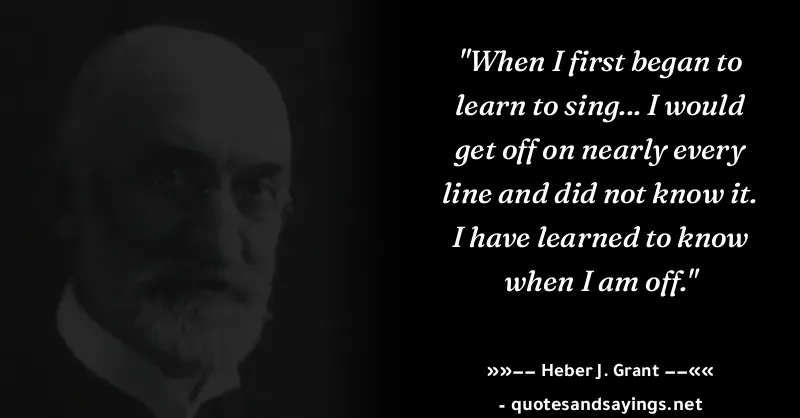 "When I first began to
learn to sing... I would
get off on nearly every
line and did not know it.
I have learned to know
when I am off."
»»−− Heber J. Grant −−««
- quotesandsayings.net